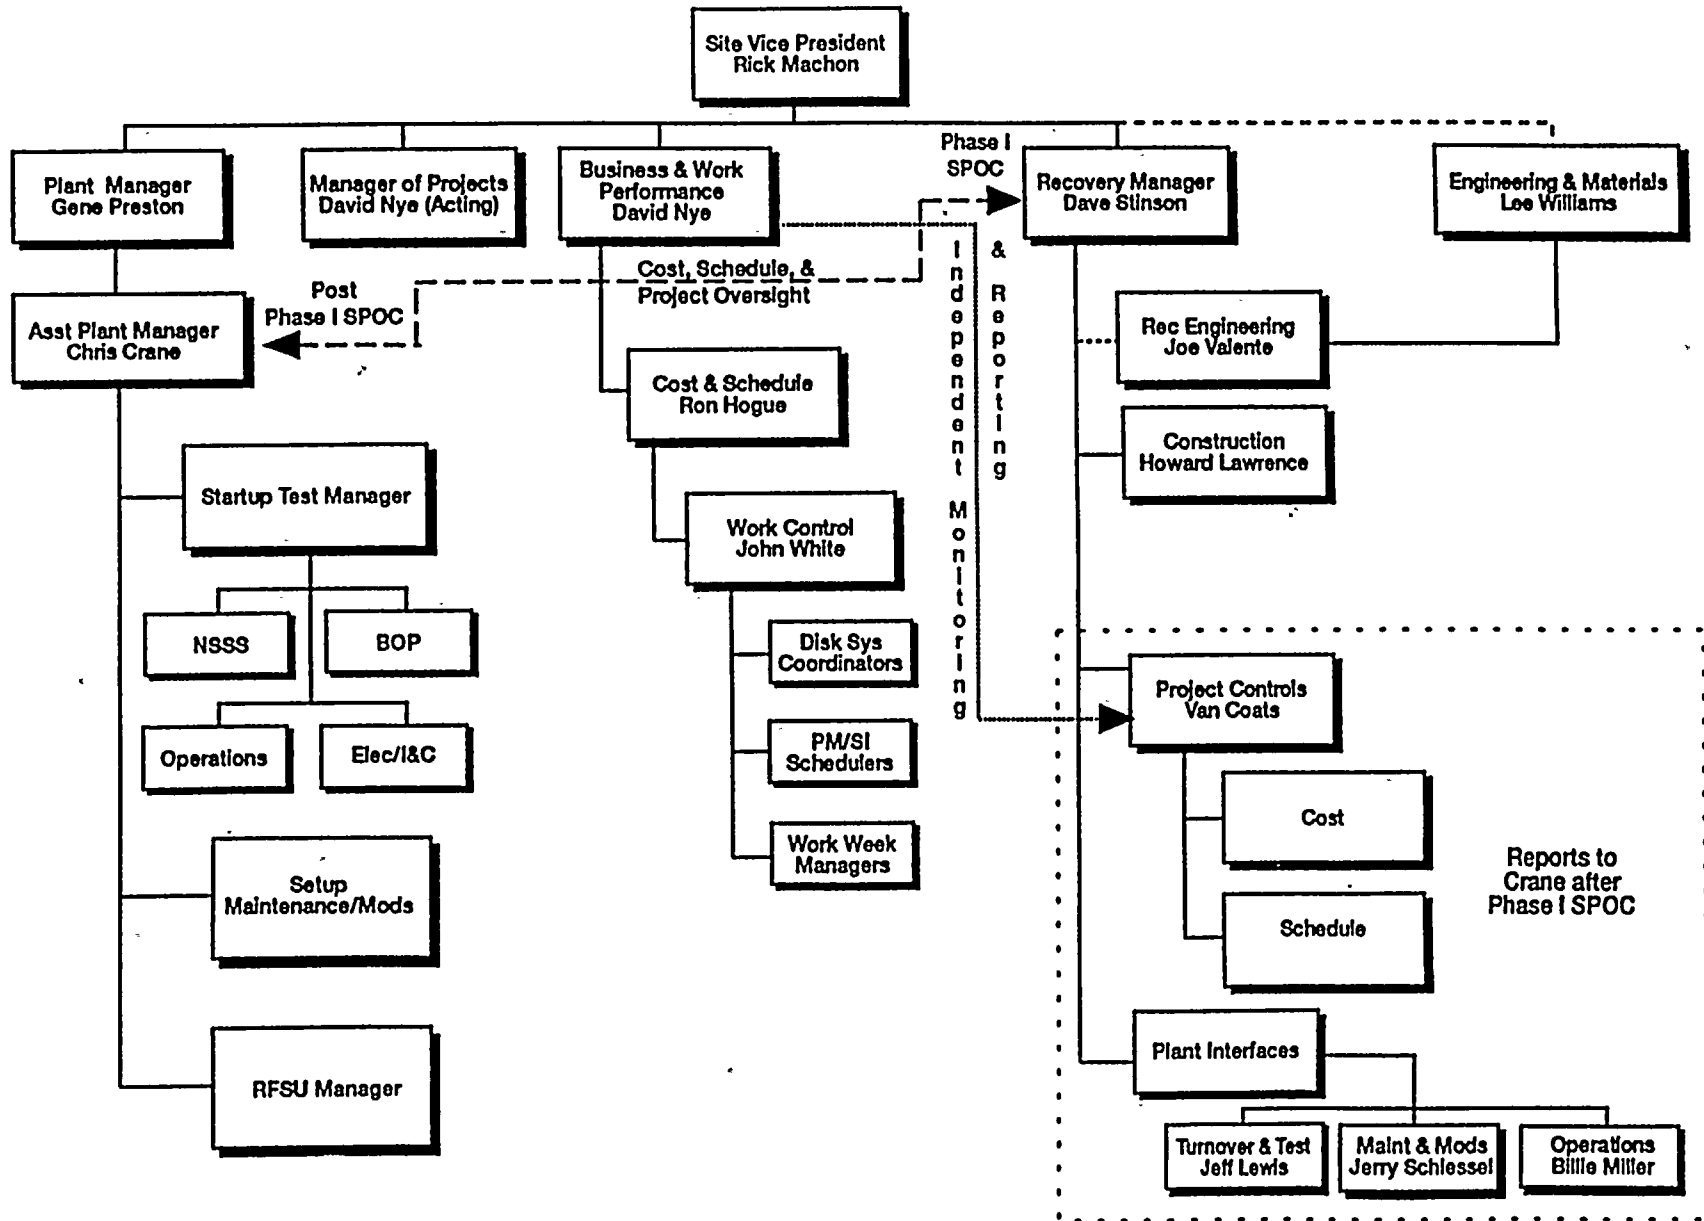 Site Vice President
Rick Machon
Plant Manager
Gene Preston
Manager of Projects
David Nye (Acting)
Business & Work
Performance
David Nye
Phase I
SPOC
Recovery Manager
Dave Stinson
Engineering & Materials
Lee Williams
Cost, Schedule, &
Project Oversight
Post
Phase I SPOC
Asst Plant Manager
Chris Crane
Independent Monitoring
& Reporting
Rec Engineering
Joe Valente
Cost & Schedule
Ron Hogue
Construction
Howard Lawrence
Startup Test Manager
Work Control
John White
NSSS
BOP
Operations
Elec/I&C
Disk Sys
Coordinators
PM/SI
Schedulers
Work Week
Managers
Project Controls
Van Coats
Cost
Schedule
Reports to
Crane after
Phase I SPOC
Setup
Maintenance/Mods
RFSU Manager
Plant Interfaces
Turnover & Test
Jeff Lewis
Maint & Mods
Jerry Schlessel
Operations
Billie Miller